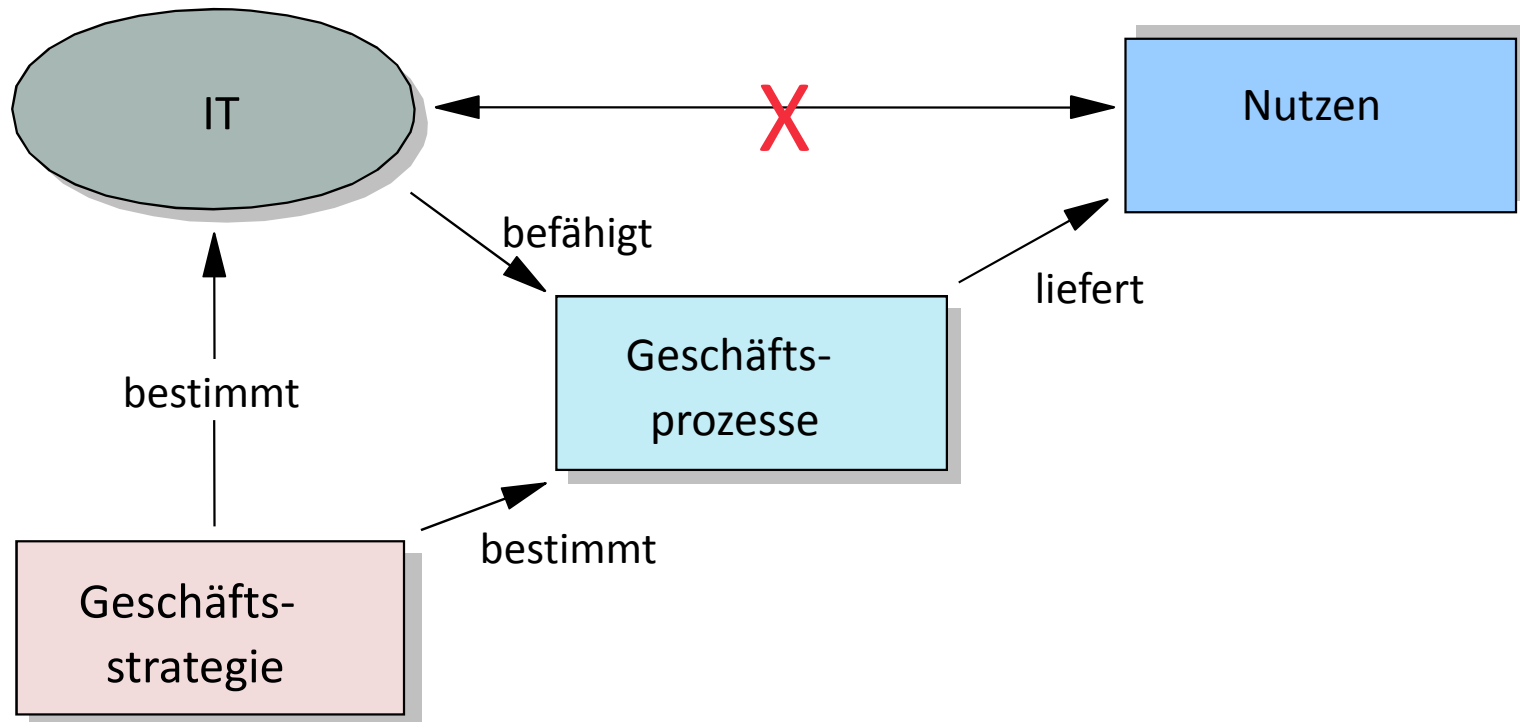 IT
X
Nutzen
befähigt
liefert
Geschäfts-
prozesse
bestimmt
bestimmt
Geschäfts-
strategie